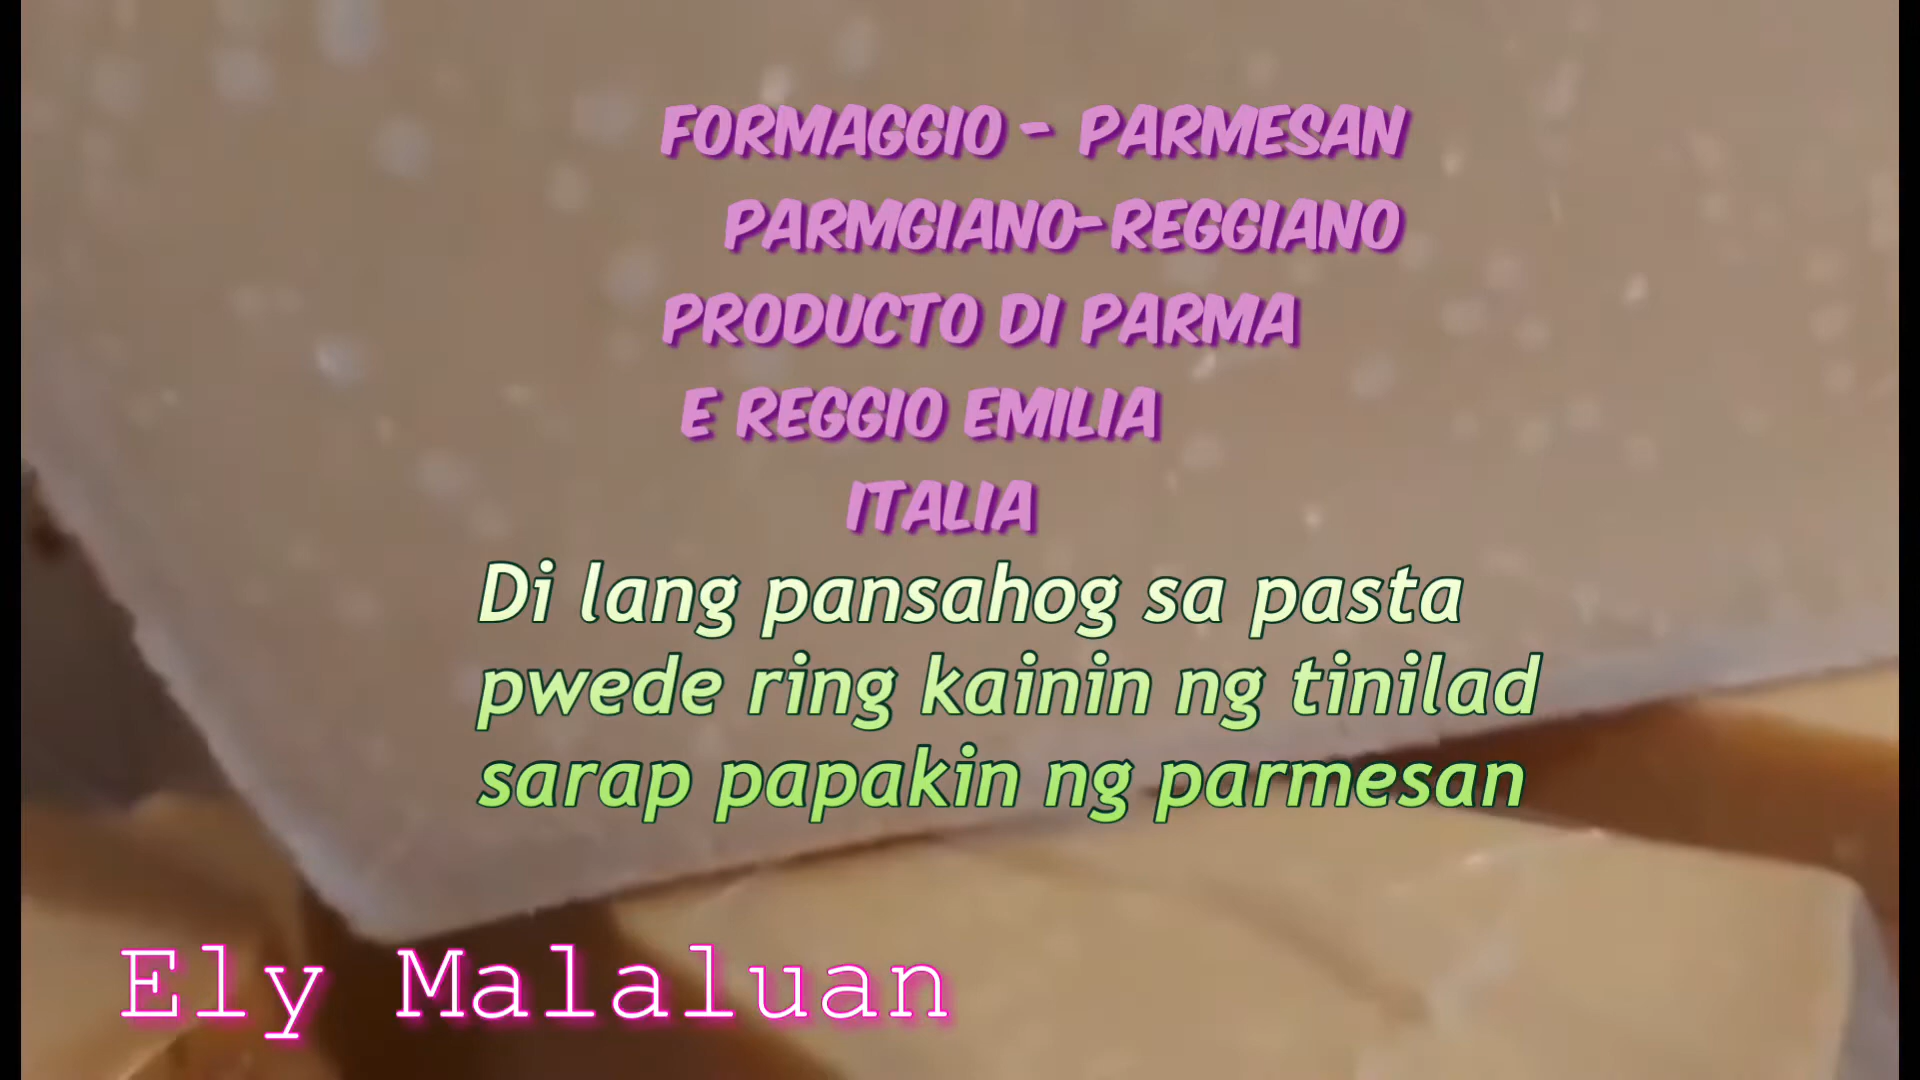 FORMAGGIO - PARMESAN
PARMGIANO-REGGIANO
PRODUCTO DI PARMA
E REGGIO EMILIA
ITALIA
Di lang pansahog sa pasta
pwede ring kainin ng tinilad
sarap papakin ng parmesan
Ely Malaluan